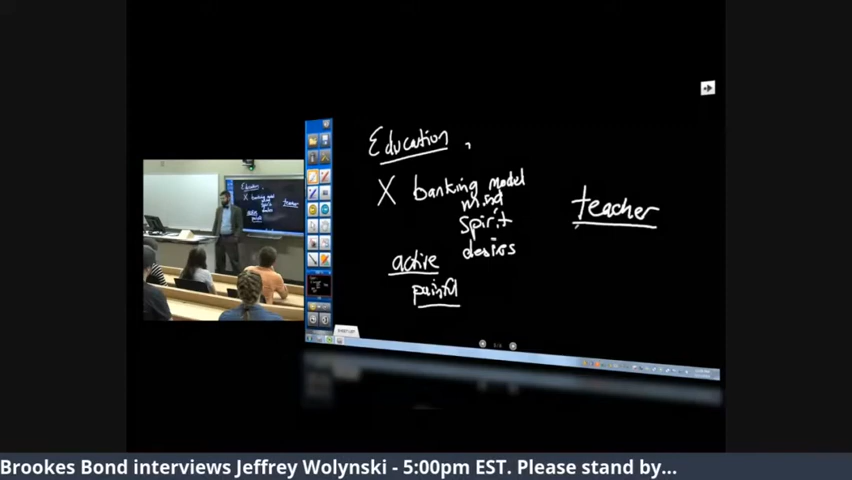 Education,
X banking model
mind
Spirit
desires
active
painful
teacher
Brookes Bond interviews Jeffrey Wolynski - 5:00pm EST. Please stand by...